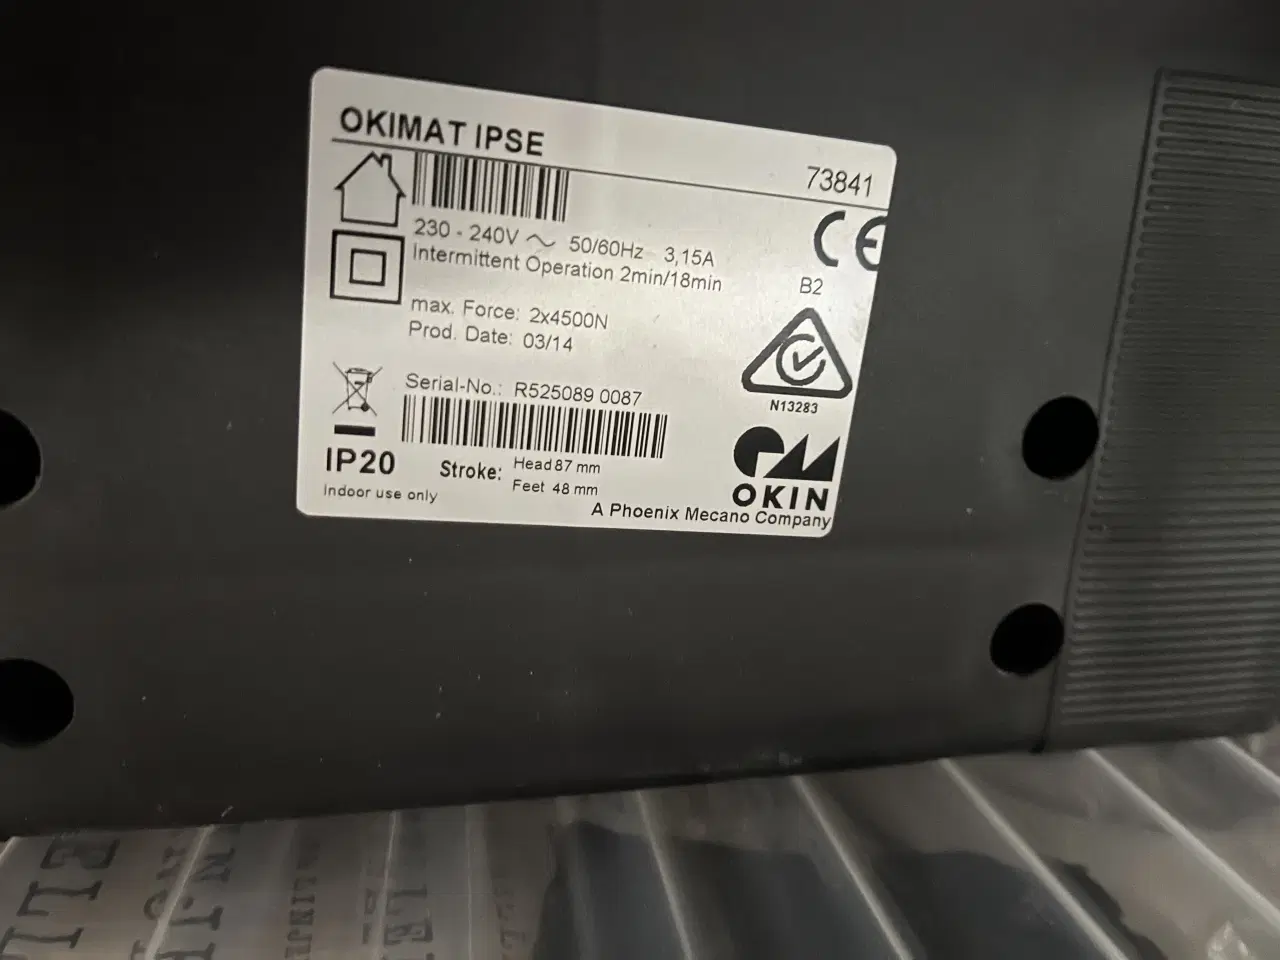 OKIMAT IPSE
73841
230 - 240V ~ 50/60Hz 3,15A
Intermittent Operation 2min/18min
B2
max. Force: 2x4500N
Prod. Date: 03/14
N13283
Serial-No.: R525089 0087
IP20
Indoor use only
Stroke: Head 87 mm
Feet 48 mm
OKIN
A Phoenix Mecano Company
CE